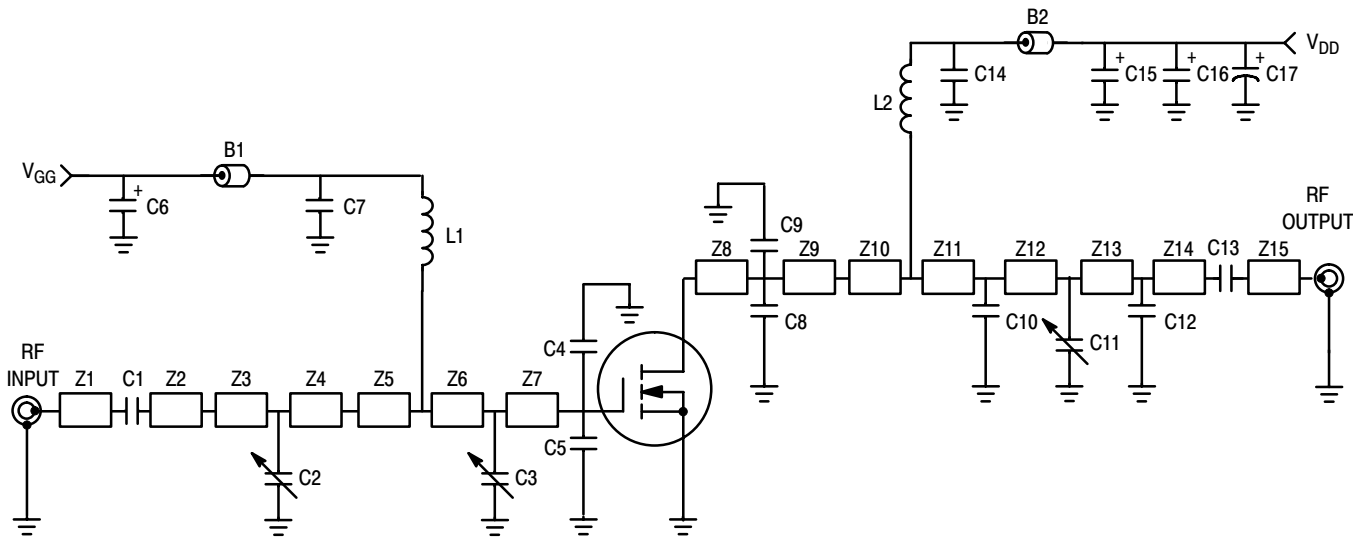 B2
V_DD
C14
+
C15
+
C16
+
C17
L2
B1
V_GG
+
C6
C7
L1
C9
RF
OUTPUT
Z8
Z9
Z10
Z11
Z12
Z13
Z14
C13
Z15
C8
C10
C11
C12
C4
RF
INPUT
Z1
C1
Z2
Z3
Z4
Z5
Z6
Z7
C5
C2
C3